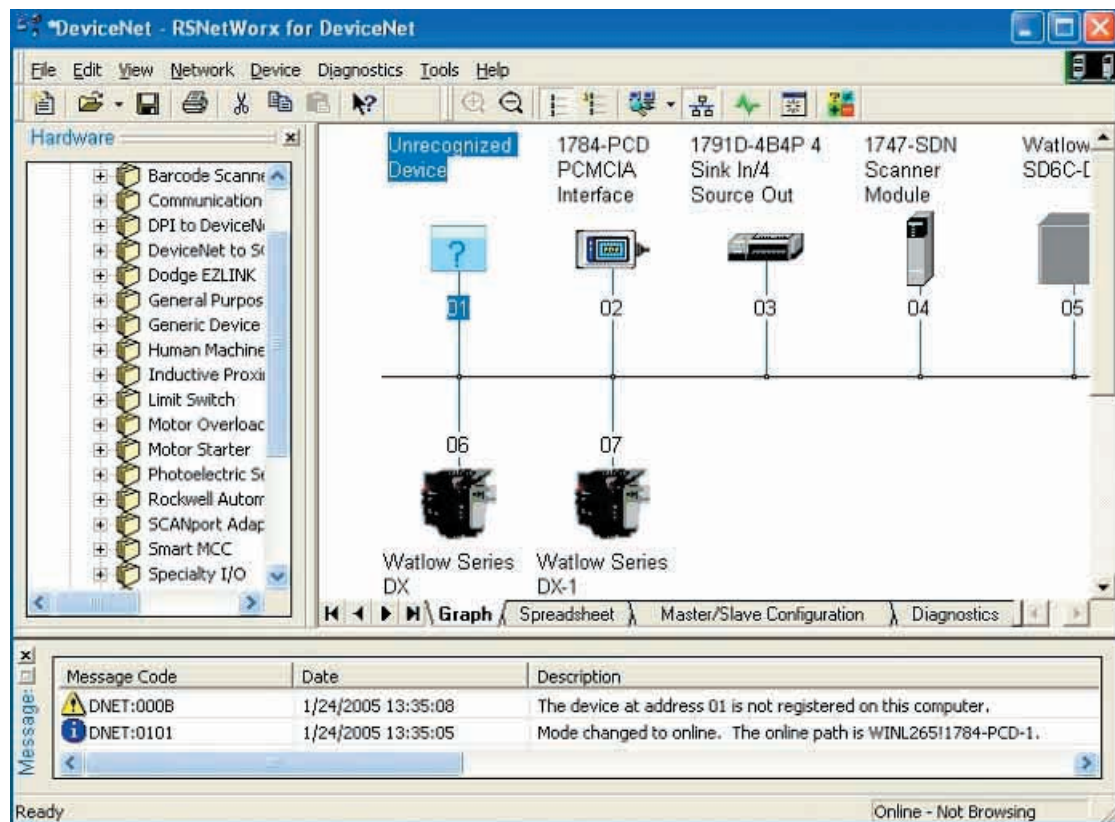 *DeviceNet - RSNetWorx for DeviceNet
File Edit View Network Device Diagnostics Tools Help
Hardware
Barcode Scanne
Communication
DPI to DeviceN
DeviceNet to S
Dodge EZLINK
General Purpos
Generic Device
Human Machine
Inductive Proxi
Limit Switch
Motor Overloac
Motor Starter
Photoelectric Se
Rockwell Autom
SCANport Adap
Smart MCC
Specialty I/O
Unrecognized
Device
1784-PCD
PCMCIA
Interface
1791D-4B4P 4
Sink In/4
Source Out
1747-SDN
Scanner
Module
Watlow
SD6C-D
?
01 02 03 04 05
06 07
Watlow Series
DX
Watlow Series
DX-1
Graph Spreadsheet Master/Slave Configuration Diagnostics
Message:
Message Code Date Description
DNET:000B 1/24/2005 13:35:08 The device at address 01 is not registered on this computer.
DNET:0101 1/24/2005 13:35:05 Mode changed to online. The online path is WINL265!1784-PCD-1.
Ready Online - Not Browsing